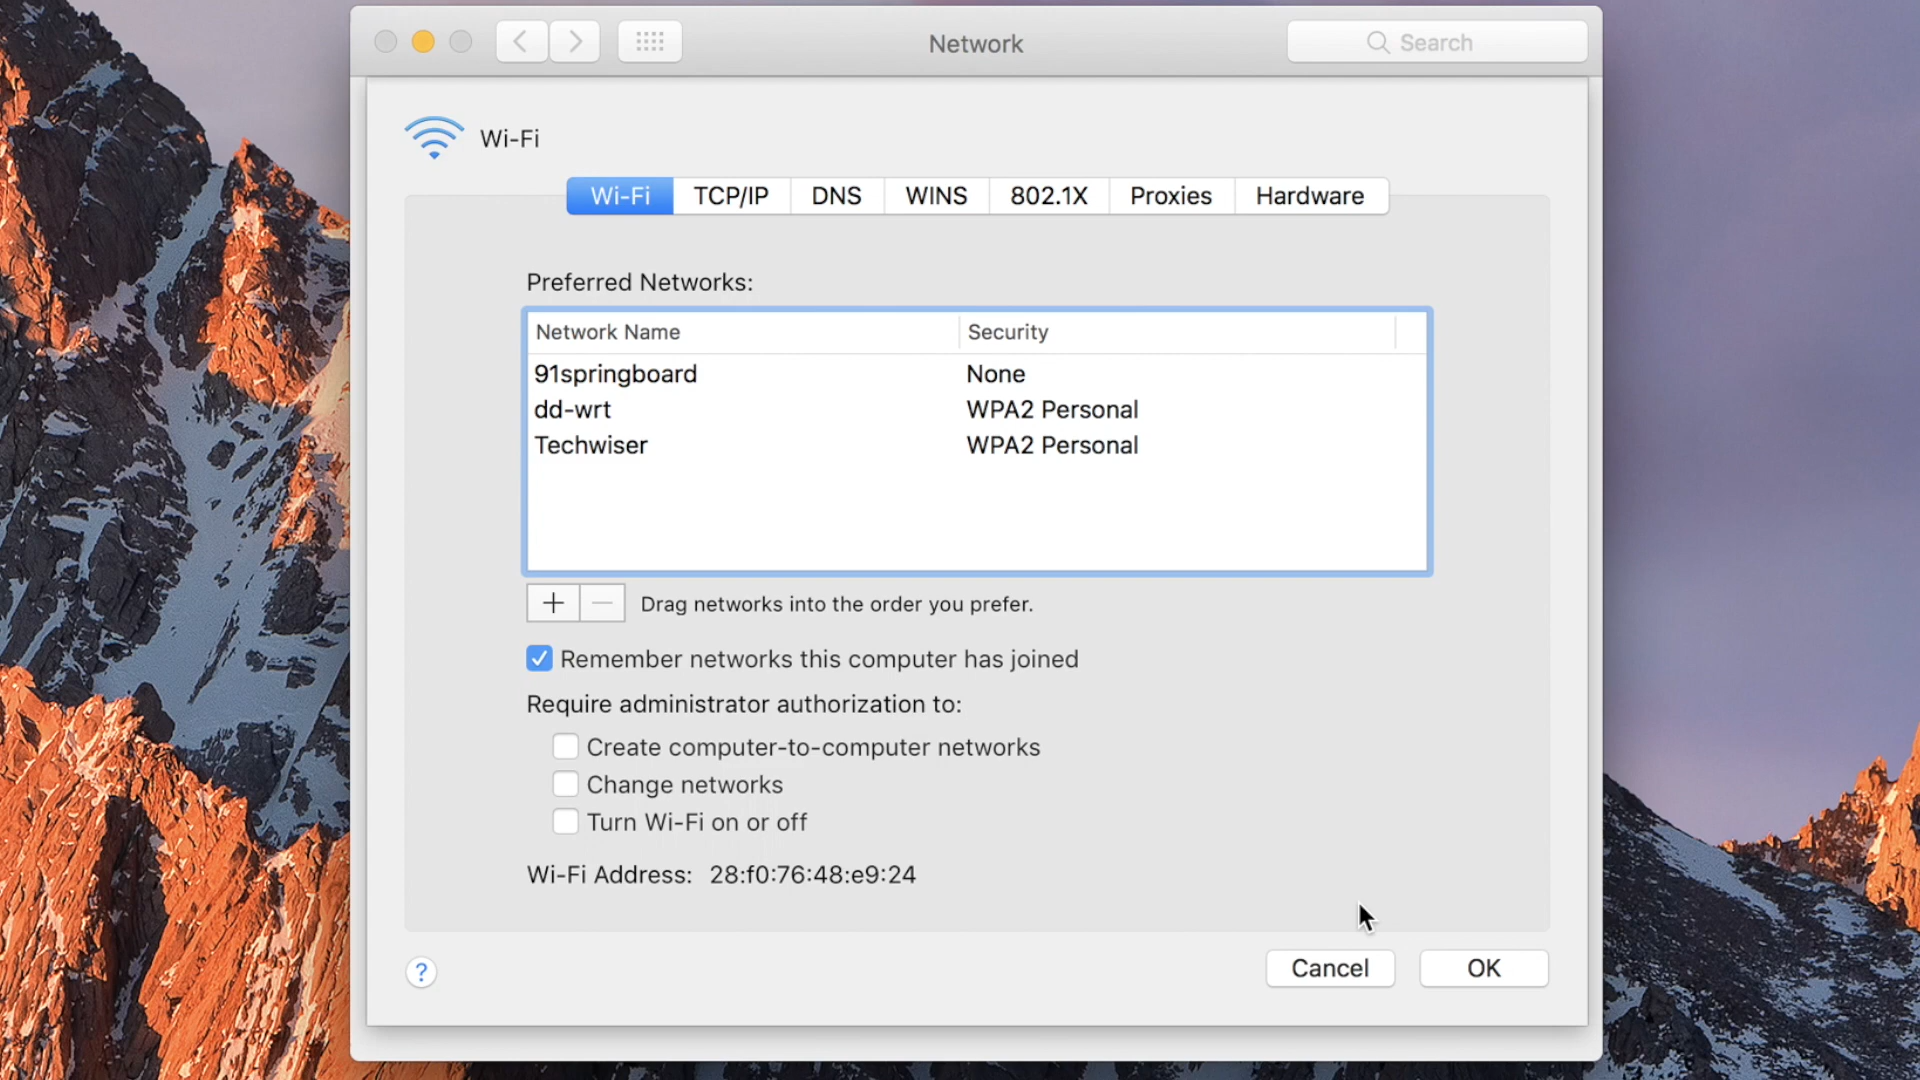 Network
Search
Wi-Fi
Wi-Fi TCP/IP DNS WINS 802.1X Proxies Hardware
Preferred Networks:
Network Name Security
91springboard None
dd-wrt WPA2 Personal
Techwiser WPA2 Personal
+ − Drag networks into the order you prefer.
Remember networks this computer has joined
Require administrator authorization to:
Create computer-to-computer networks
Change networks
Turn Wi-Fi on or off
Wi-Fi Address: 28:f0:76:48:e9:24
? Cancel OK